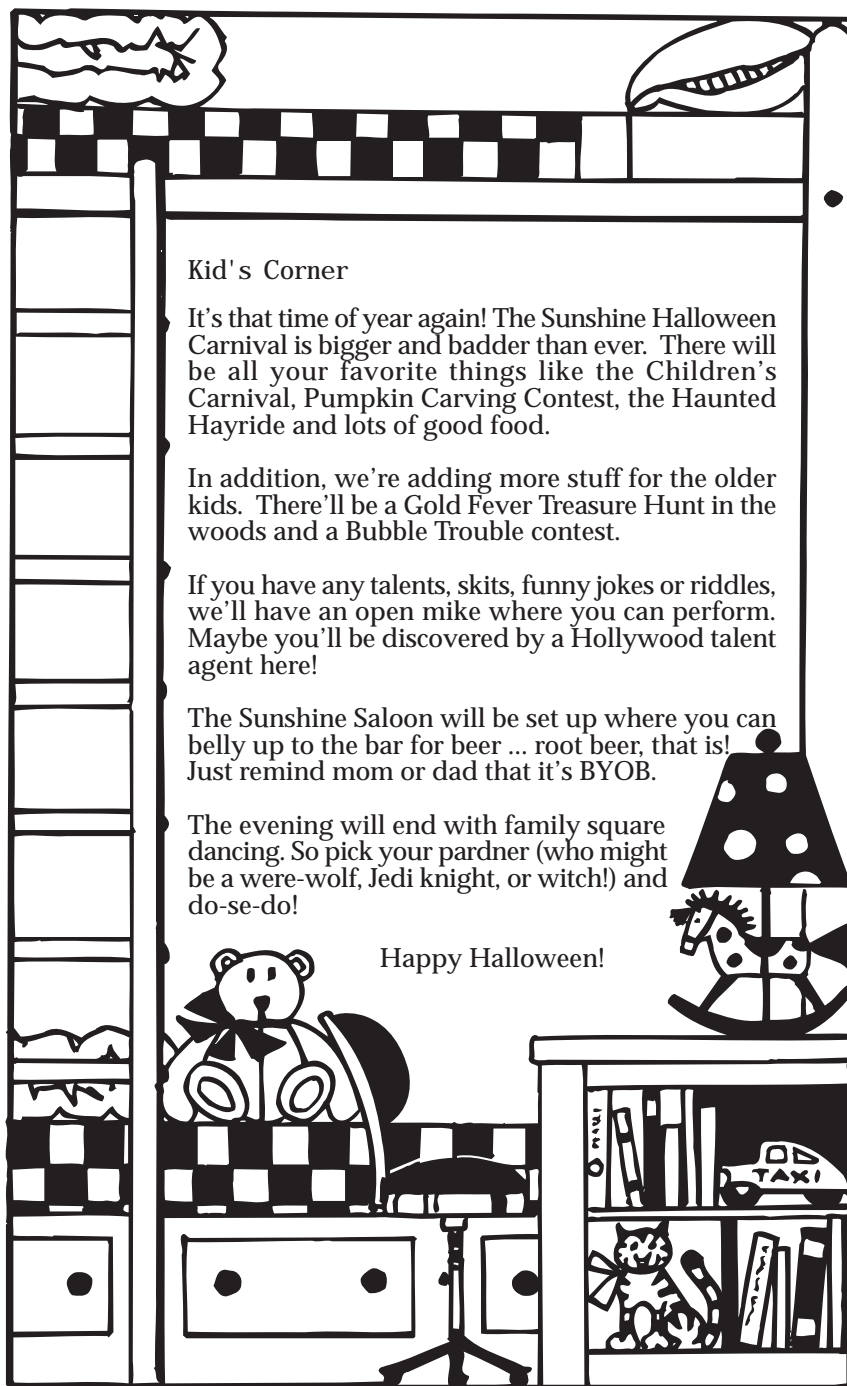 Kid's Corner
It's that time of year again! The Sunshine Halloween
Carnival is bigger and badder than ever.  There will
be all your favorite things like the Children's
Carnival, Pumpkin Carving Contest, the Haunted
Hayride and lots of good food.
In addition, we're adding more stuff for the older
kids.  There'll be a Gold Fever Treasure Hunt in the
woods and a Bubble Trouble contest.
If you have any talents, skits, funny jokes or riddles,
we'll have an open mike where you can perform.
Maybe you'll be discovered by a Hollywood talent
agent here!
The Sunshine Saloon will be set up where you can
belly up to the bar for beer ... root beer, that is!
Just remind mom or dad that it's BYOB.
The evening will end with family square
dancing. So pick your pardner (who might
be a were-wolf, Jedi knight, or witch!) and
do-se-do!
Happy Halloween!
TAXI